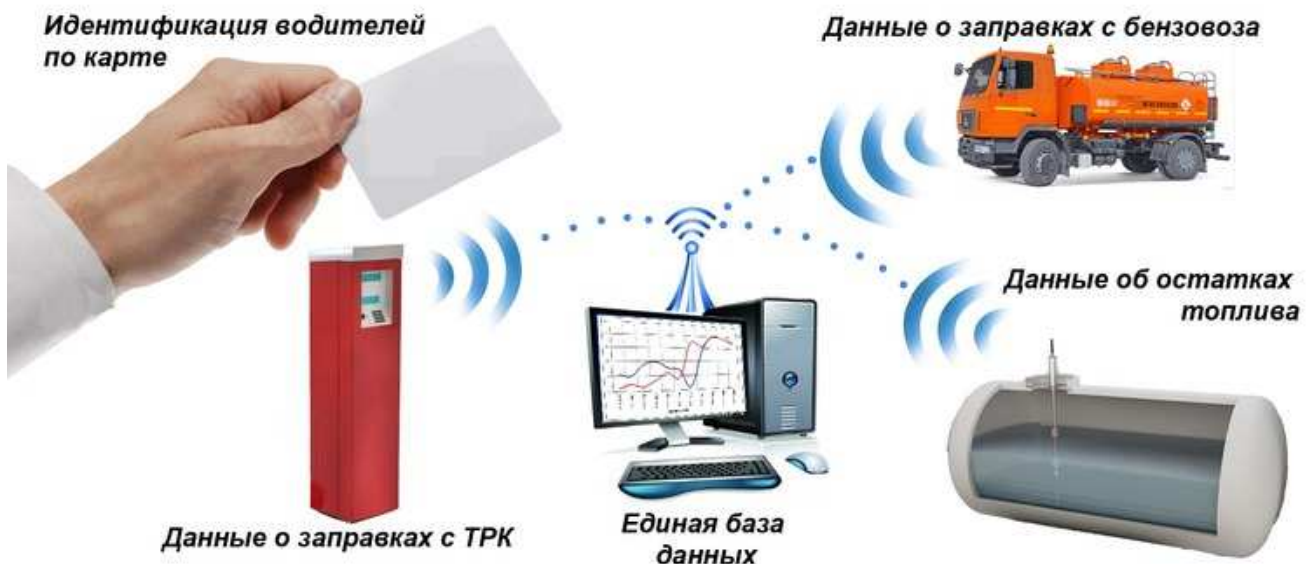 Идентификация водителей
по карте
Данные о заправках с бензовоза
Данные об остатках
топлива
Данные о заправках с ТРК
Единая база
данных